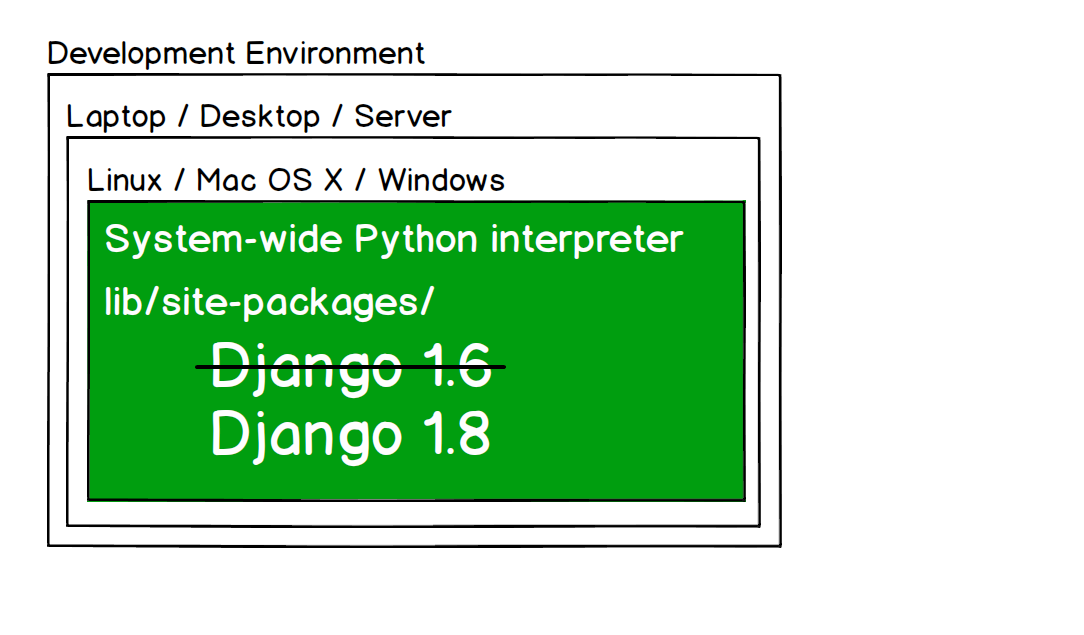 Development Environment
Laptop / Desktop / Server
Linux / Mac OS X / Windows
System-wide Python interpreter
lib/site-packages/
Django 1.6
Django 1.8